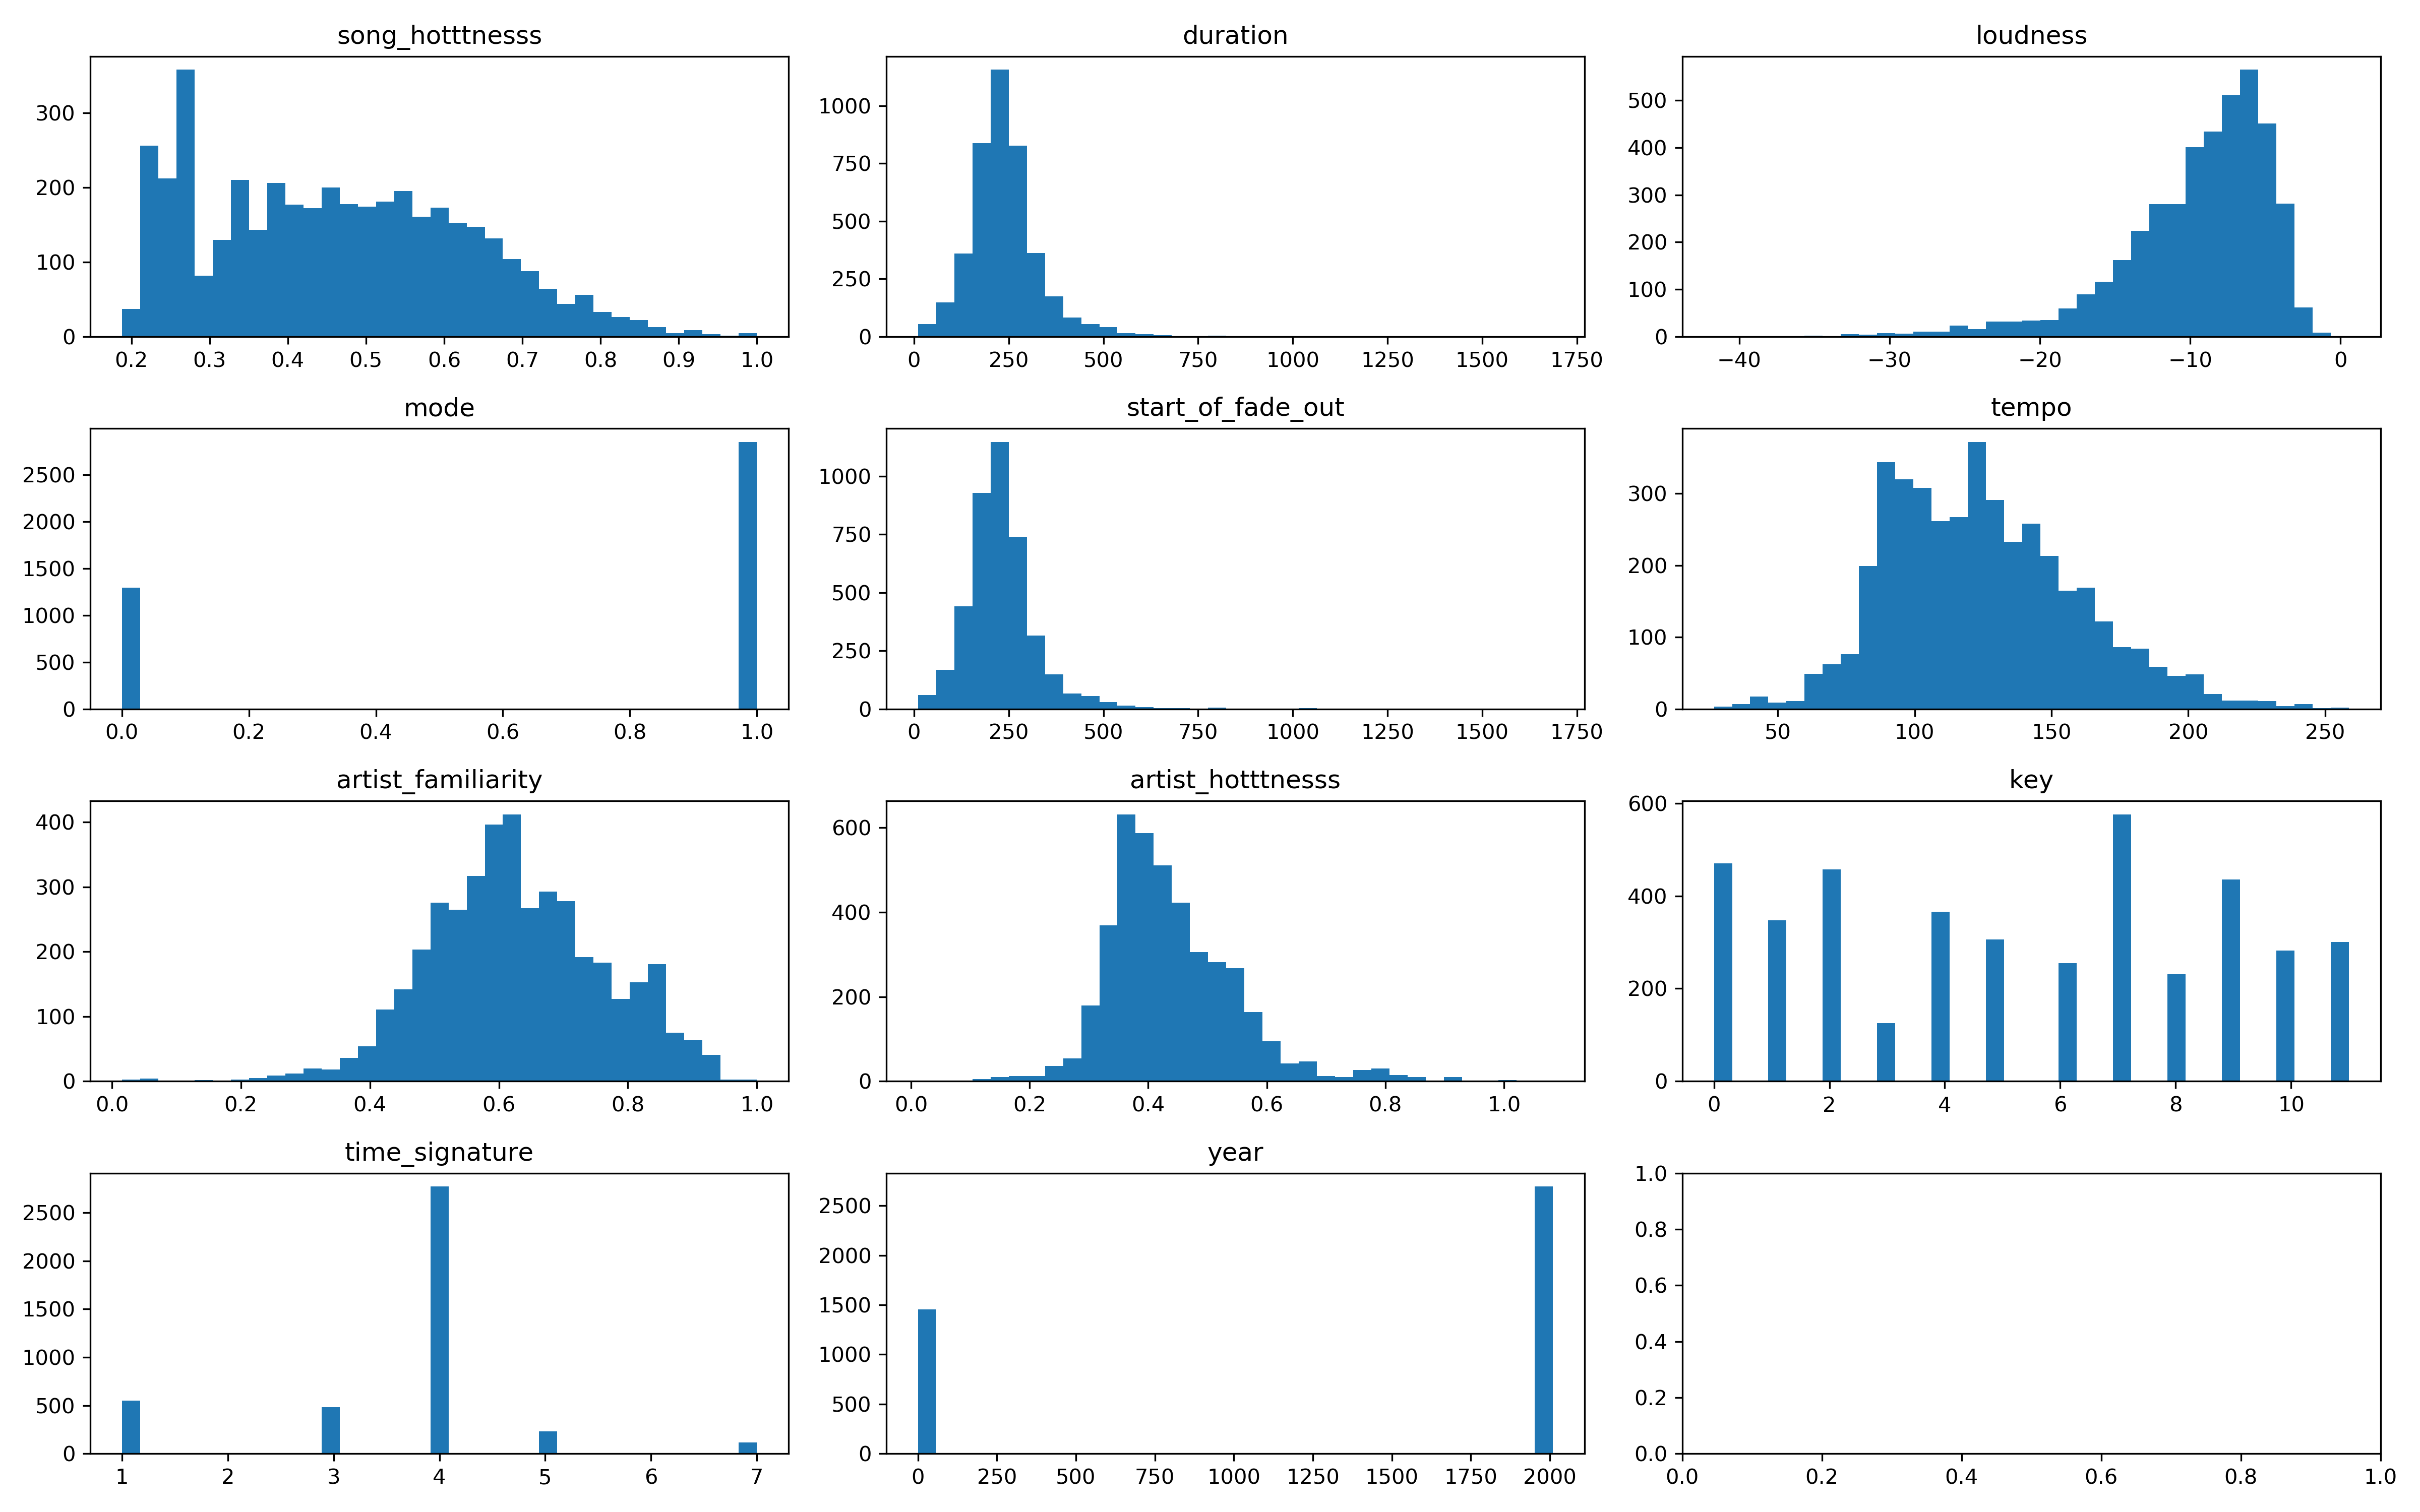 song_hotttnesss
300
200
100
0
0.2 0.3 0.4 0.5 0.6 0.7 0.8 0.9 1.0
duration
1000
750
500
250
0
0 250 500 750 1000 1250 1500 1750
loudness
500
400
300
200
100
0
−40 −30 −20 −10 0
mode
2500
2000
1500
1000
500
0
0.0 0.2 0.4 0.6 0.8 1.0
start_of_fade_out
1000
750
500
250
0
0 250 500 750 1000 1250 1500 1750
tempo
300
200
100
0
50 100 150 200 250
artist_familiarity
400
300
200
100
0
0.0 0.2 0.4 0.6 0.8 1.0
artist_hotttnesss
600
400
200
0
0.0 0.2 0.4 0.6 0.8 1.0
key
600
400
200
0
0 2 4 6 8 10
time_signature
2500
2000
1500
1000
500
0
1 2 3 4 5 6 7
year
2500
2000
1500
1000
500
0
0 250 500 750 1000 1250 1500 1750 2000
1.0
0.8
0.6
0.4
0.2
0.0
0.0 0.2 0.4 0.6 0.8 1.0